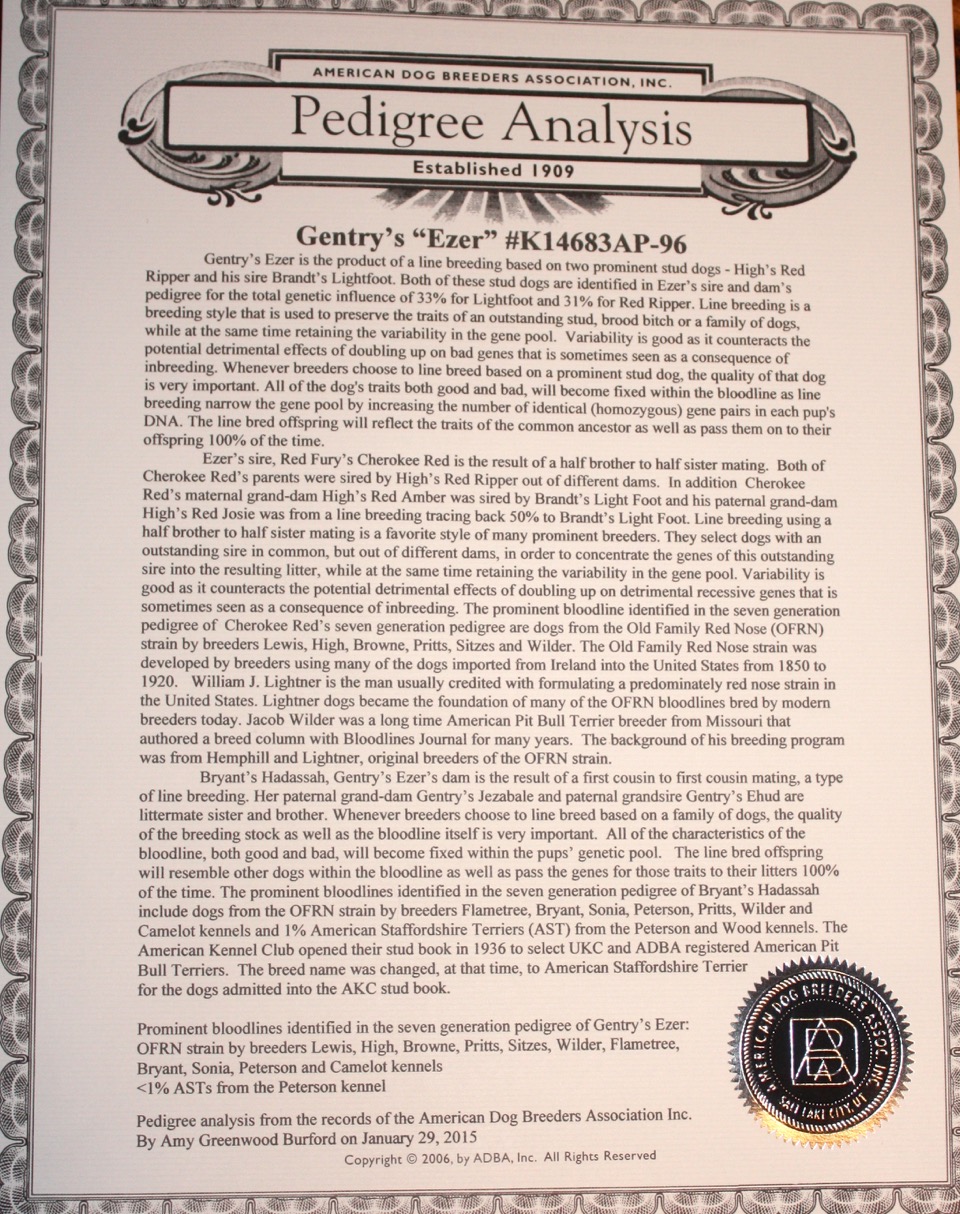 AMERICAN DOG BREEDERS ASSOCIATION, INC.
Pedigree Analysis
Established 1909
Gentry's "Ezer" #K14683AP-96
Gentry's Ezer is the product of a line breeding based on two prominent stud dogs - High's Red
Ripper and his sire Brandt's Lightfoot. Both of these stud dogs are identified in Ezer's sire and dam's
pedigree for the total genetic influence of 33% for Lightfoot and 31% for Red Ripper. Line breeding is a
breeding style that is used to preserve the traits of an outstanding stud, brood bitch or a family of dogs,
while at the same time retaining the variability in the gene pool. Variability is good as it counteracts the
potential detrimental effects of doubling up on bad genes that is sometimes seen as a consequence of
inbreeding. Whenever breeders choose to line breed based on a prominent stud dog, the quality of that dog
is very important. All of the dog's traits both good and bad, will become fixed within the bloodline as line
breeding narrow the gene pool by increasing the number of identical (homozygous) gene pairs in each pup's
DNA. The line bred offspring will reflect the traits of the common ancestor as well as pass them on to their
offspring 100% of the time.
Ezer's sire, Red Fury's Cherokee Red is the result of a half brother to half sister mating. Both of
Cherokee Red's parents were sired by High's Red Ripper out of different dams. In addition Cherokee
Red's maternal grand-dam High's Red Amber was sired by Brandt's Light Foot and his paternal grand-dam
High's Red Josie was from a line breeding tracing back 50% to Brandt's Light Foot. Line breeding using a
half brother to half sister mating is a favorite style of many prominent breeders. They select dogs with an
outstanding sire in common, but out of different dams, in order to concentrate the genes of this outstanding
sire into the resulting litter, while at the same time retaining the variability in the gene pool. Variability is
good as it counteracts the potential detrimental effects of doubling up on detrimental recessive genes that is
sometimes seen as a consequence of inbreeding. The prominent bloodline identified in the seven generation
pedigree of Cherokee Red's seven generation pedigree are dogs from the Old Family Red Nose (OFRN)
strain by breeders Lewis, High, Browne, Pritts, Sitzes and Wilder. The Old Family Red Nose strain was
developed by breeders using many of the dogs imported from Ireland into the United States from 1850 to
1920. William J. Lightner is the man usually credited with formulating a predominately red nose strain in
the United States. Lightner dogs became the foundation of many of the OFRN bloodlines bred by modern
breeders today. Jacob Wilder was a long time American Pit Bull Terrier breeder from Missouri that
authored a breed column with Bloodlines Journal for many years. The background of his breeding program
was from Hemphill and Lightner, original breeders of the OFRN strain.
Bryant's Hadassah, Gentry's Ezer's dam is the result of a first cousin to first cousin mating, a type
of line breeding. Her paternal grand-dam Gentry's Jezabale and paternal grandsire Gentry's Ehud are
littermate sister and brother. Whenever breeders choose to line breed based on a family of dogs, the quality
of the breeding stock as well as the bloodline itself is very important. All of the characteristics of the
bloodline, both good and bad, will become fixed within the pups' genetic pool. The line bred offspring
will resemble other dogs within the bloodline as well as pass the genes for those traits to their litters 100%
of the time. The prominent bloodlines identified in the seven generation pedigree of Bryant's Hadassah
include dogs from the OFRN strain by breeders Flametree, Bryant, Sonia, Peterson, Pritts, Wilder and
Camelot kennels and 1% American Staffordshire Terriers (AST) from the Peterson and Wood kennels. The
American Kennel Club opened their stud book in 1936 to select UKC and ADBA registered American Pit
Bull Terriers. The breed name was changed, at that time, to American Staffordshire Terrier
for the dogs admitted into the AKC stud book.
Prominent bloodlines identified in the seven generation pedigree of Gentry's Ezer:
OFRN strain by breeders Lewis, High, Browne, Pritts, Sitzes, Wilder, Flametree,
Bryant, Sonia, Peterson and Camelot kennels
<1% ASTs from the Peterson kennel
Pedigree analysis from the records of the American Dog Breeders Association Inc.
By Amy Greenwood Burford on January 29, 2015
Copyright © 2006, by ADBA, Inc. All Rights Reserved
AMERICAN DOG BREEDERS ASSOC. INC.
ADBA
SALT LAKE CITY, UT